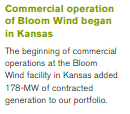 Commercial operation
of Bloom Wind began
in Kansas
The beginning of commercial
operations at the Bloom
Wind facility in Kansas added
178-MW of contracted
generation to our portfolio.